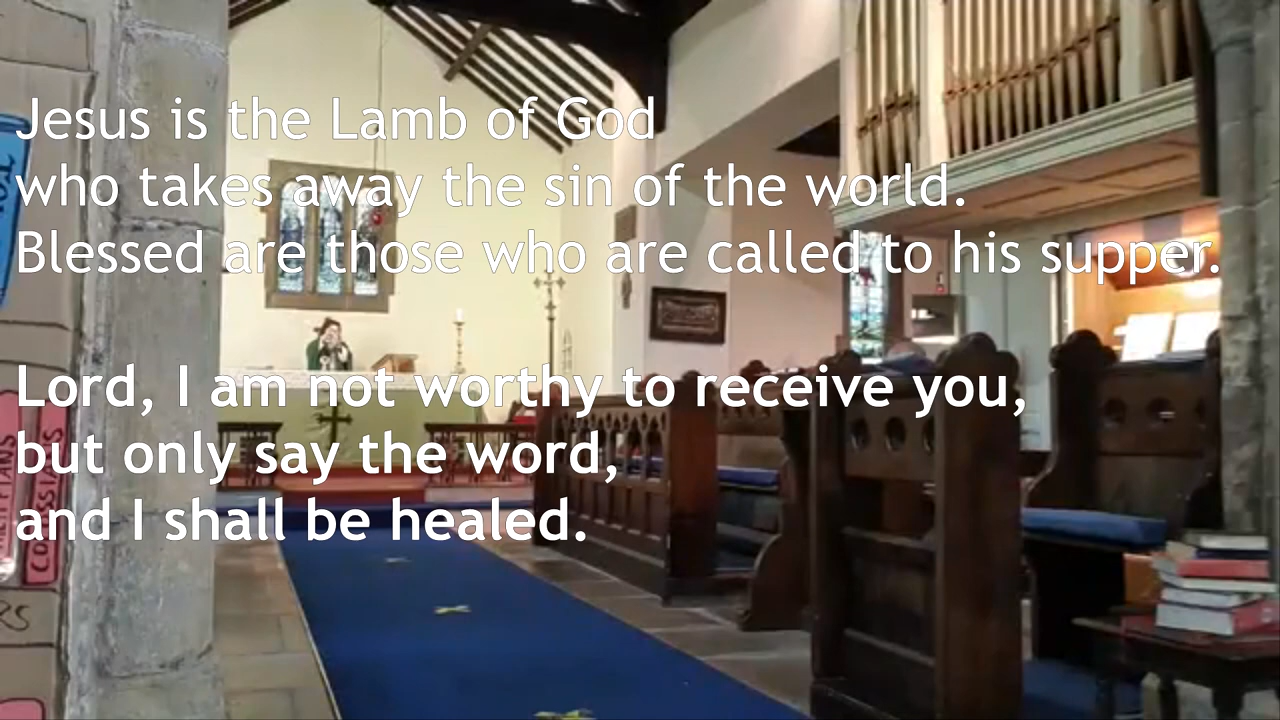 Jesus is the Lamb of God
who takes away the sin of the world.
Blessed are those who are called to his supper.
Lord, I am not worthy to receive you,
but only say the word,
and I shall be healed.